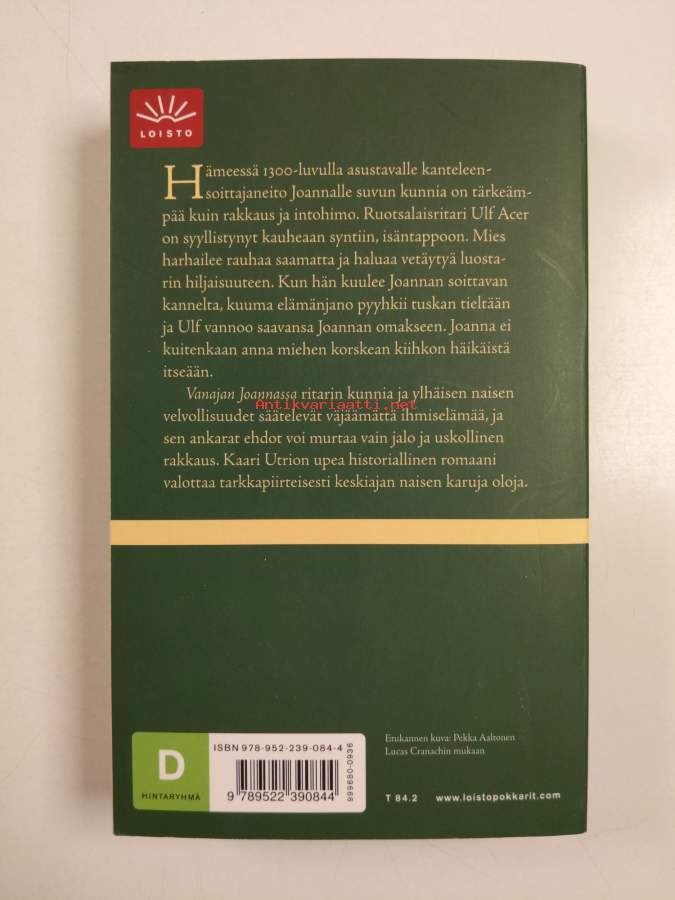 LOISTO
Hämeessä 1300-luvulla asustavalle kanteleen-
soittajaneito Joannalle suvun kunnia on tärkeäm-
pää kuin rakkaus ja intohimo. Ruotsalaisritari Ulf Acer
on syyllistynyt kauheaan syntiin, isäntappoon. Mies
harhailee rauhaa saamatta ja haluaa vetäytyä luosta-
rin hiljaisuuteen. Kun hän kuulee Joannan soittavan
kannelta, kuuma elämänjano pyyhkii tuskan tieltään
ja Ulf vannoo saavansa Joannan omakseen. Joanna ei
kuitenkaan anna miehen korskean kiihkon häikäistä
itseään.
Vanajan Joannassa ritarin kunnia ja ylhäisen naisen
Antikvariaatti.net
velvollisuudet säätelevät vääjäämättä ihmiselämää, ja
sen ankarat ehdot voi murtaa vain jalo ja uskollinen
rakkaus. Kaari Utrion upea historiallinen romaani
valottaa tarkkapiirteisesti keskiajan naisen karuja oloja.
D
HINTARYHMÄ
ISBN 978-952-239-084-4
9 789522 390844
999680-0936
Etukannen kuva: Pekka Aaltonen
Lucas Cranachin mukaan
T 84.2 www.loistopokkarit.com